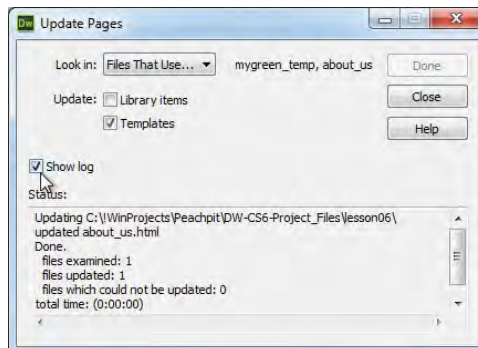 Dw Update Pages
Look in: Files That Use... mygreen_temp, about_us Done
Update: Library items Close
Templates Help
Show log
Status:
Updating C:\!WinProjects\Peachpit\DW-CS6-Project_Files\lesson06\
updated about_us.html
Done.
files examined: 1
files updated: 1
files which could not be updated: 0
total time: (0:00:00)